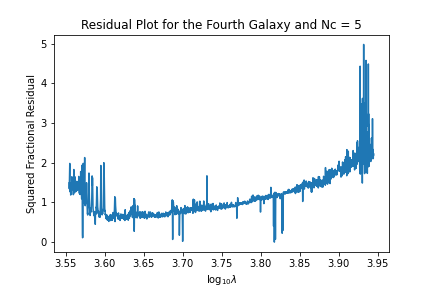 Residual Plot for the Fourth Galaxy and Nc = 5
Squared Fractional Residual
5
4
3
2
1
0
3.55 3.60 3.65 3.70 3.75 3.80 3.85 3.90 3.95
log₁₀λ